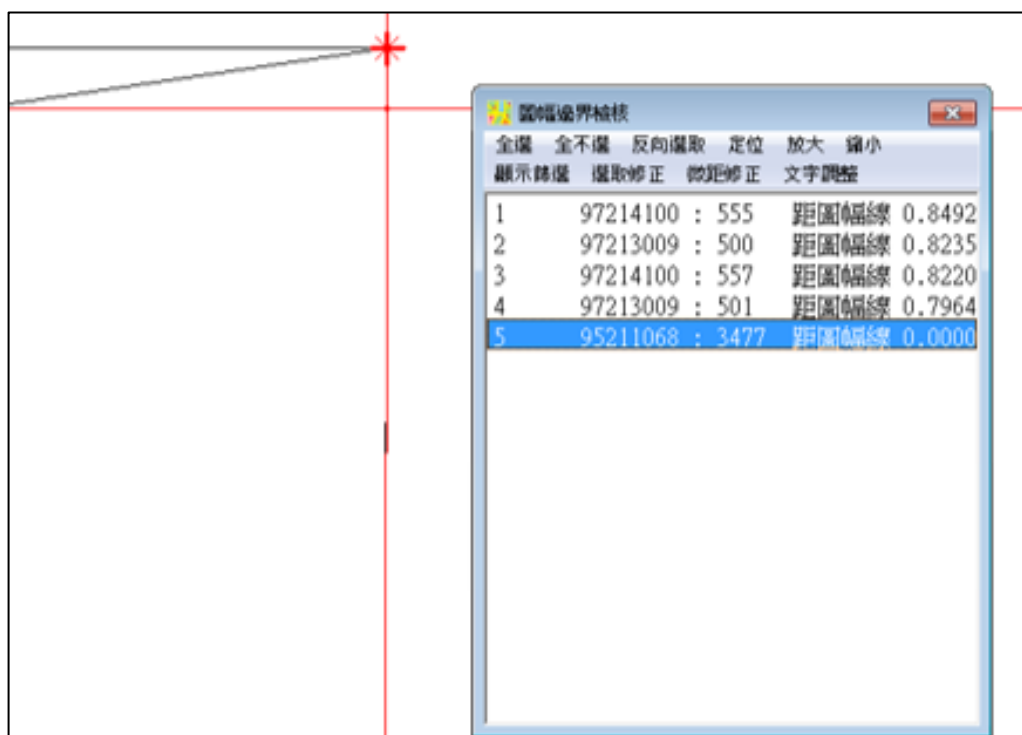 圖幅邊界檢核
全選 全不選 反向選取 定位 放大 縮小
顯示篩選 選取修正 微距修正 文字調整
1 97214100 : 555 距圖幅線 0.8492
2 97213009 : 500 距圖幅線 0.8235
3 97214100 : 557 距圖幅線 0.8220
4 97213009 : 501 距圖幅線 0.7964
5 95211068 : 3477 距圖幅線 0.0000